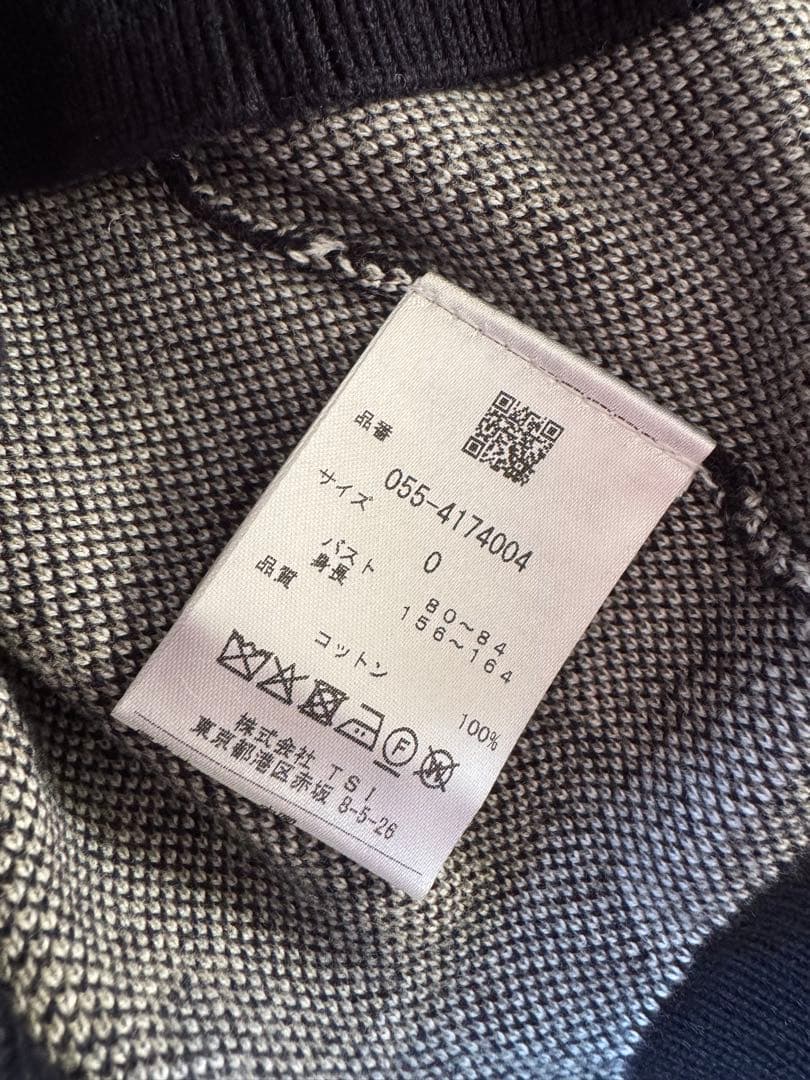 品番
055-4174004
サイズ
0
バスト 80～84
身長 156～164
品質
コットン 100%
F
W
株式会社 TSI
東京都港区赤坂 8-5-26